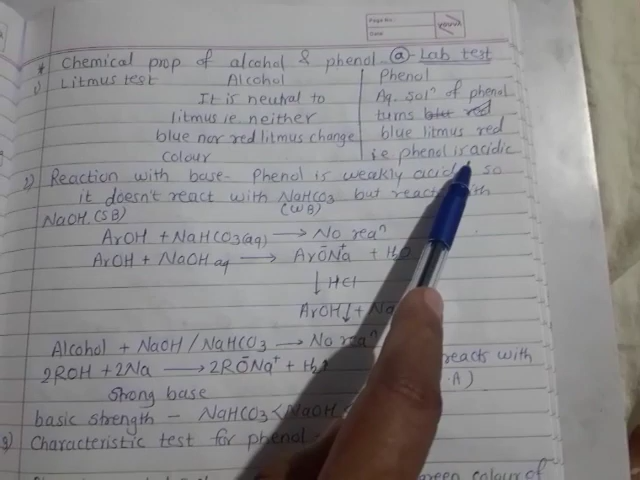 Page No.
Date
* Chemical prop of alcohol & phenol (a)- Lab test
1) Litmus test Alcohol Phenol
It is neutral to Aq. solⁿ of phenol
litmus ie. neither turns blue red
blue nor red litmus change blue litmus red
colour i.e phenol is acidic
2) Reaction with base- Phenol is weakly acidic so
it doesn't react with NaHCO3 but reacts with
NaOH. (SB) (WB)
ArOH + NaHCO3(aq) → No reaⁿ
ArOH + NaOH aq → ArO⁻Na⁺ + H2O
↓ HCl
ArOH↓ + Na
Alcohol + NaOH / NaHCO3 → No reaⁿ
2ROH + 2Na → 2RO⁻Na⁺ + H2↑ reacts with
strong base A)
basic strength - NaHCO3 < NaOH <
3) Characteristic test for phenol :
green colour of